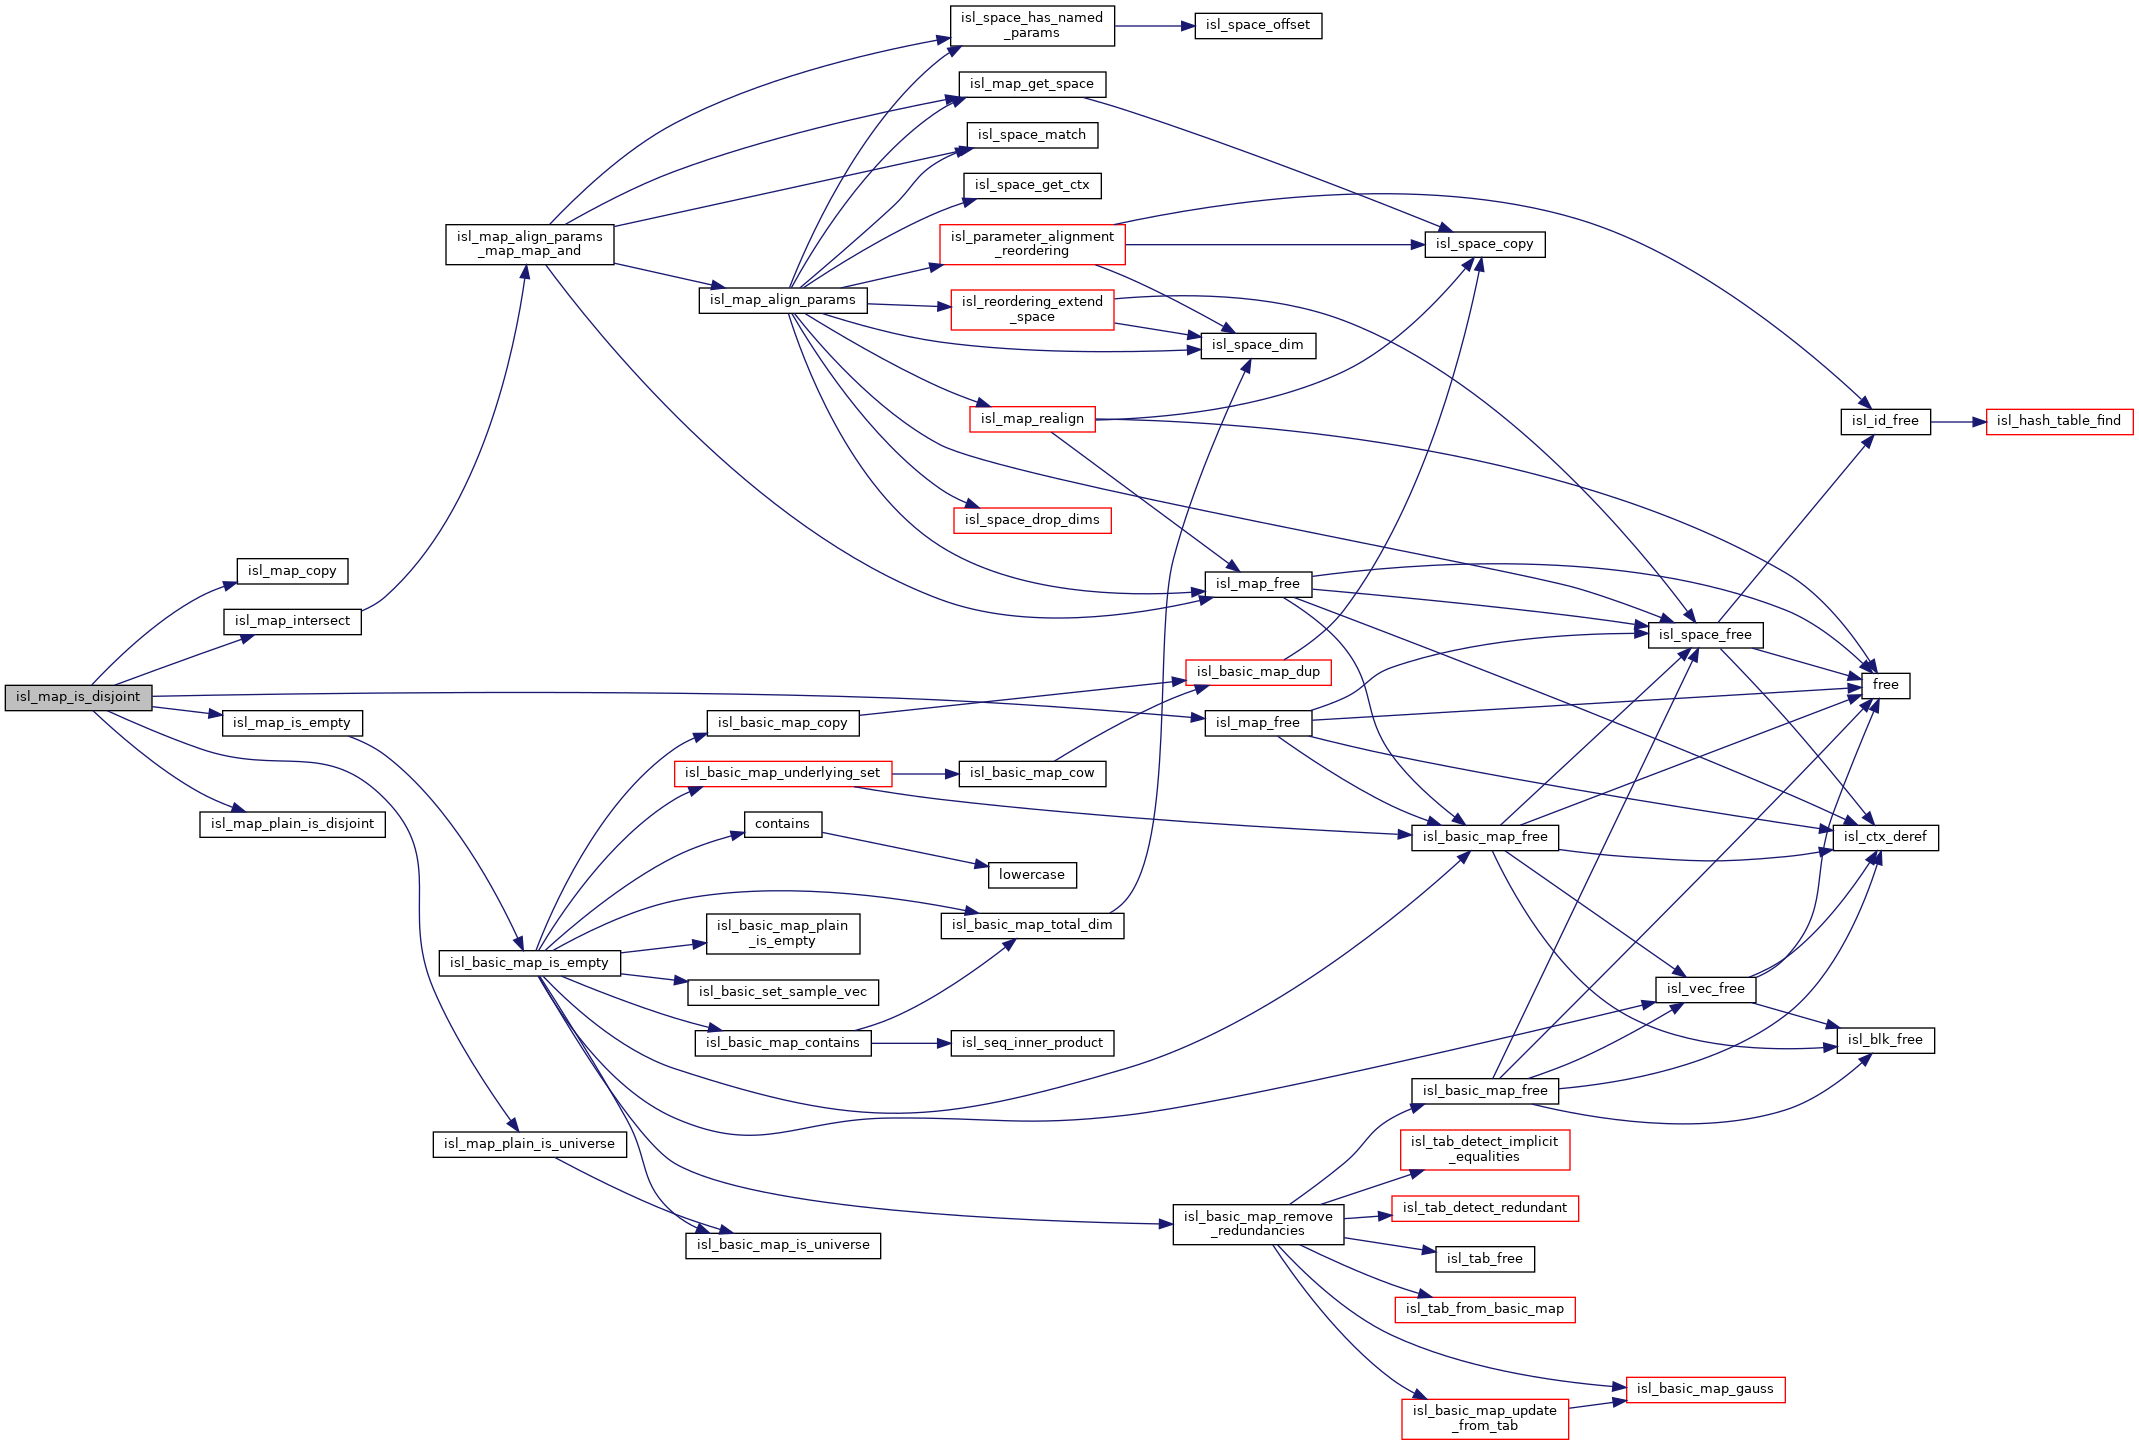 isl_space_has_named
_params
isl_space_offset
isl_map_get_space
isl_space_match
isl_space_get_ctx
isl_map_align_params
_map_map_and
isl_parameter_alignment
_reordering
isl_space_copy
isl_map_align_params
isl_reordering_extend
_space
isl_space_dim
isl_map_realign
isl_id_free
isl_hash_table_find
isl_space_drop_dims
isl_map_copy
isl_map_free
isl_map_intersect
isl_space_free
isl_basic_map_dup
free
isl_map_is_disjoint
isl_map_is_empty
isl_basic_map_copy
isl_map_free
isl_basic_map_underlying_set
isl_basic_map_cow
isl_map_plain_is_disjoint
contains
isl_basic_map_free
isl_ctx_deref
lowercase
isl_basic_map_total_dim
isl_basic_map_plain
_is_empty
isl_basic_map_is_empty
isl_basic_set_sample_vec
isl_vec_free
isl_basic_map_contains
isl_seq_inner_product
isl_blk_free
isl_basic_map_free
isl_map_plain_is_universe
isl_tab_detect_implicit
_equalities
isl_tab_detect_redundant
isl_basic_map_remove
_redundancies
isl_basic_map_is_universe
isl_tab_free
isl_tab_from_basic_map
isl_basic_map_gauss
isl_basic_map_update
_from_tab